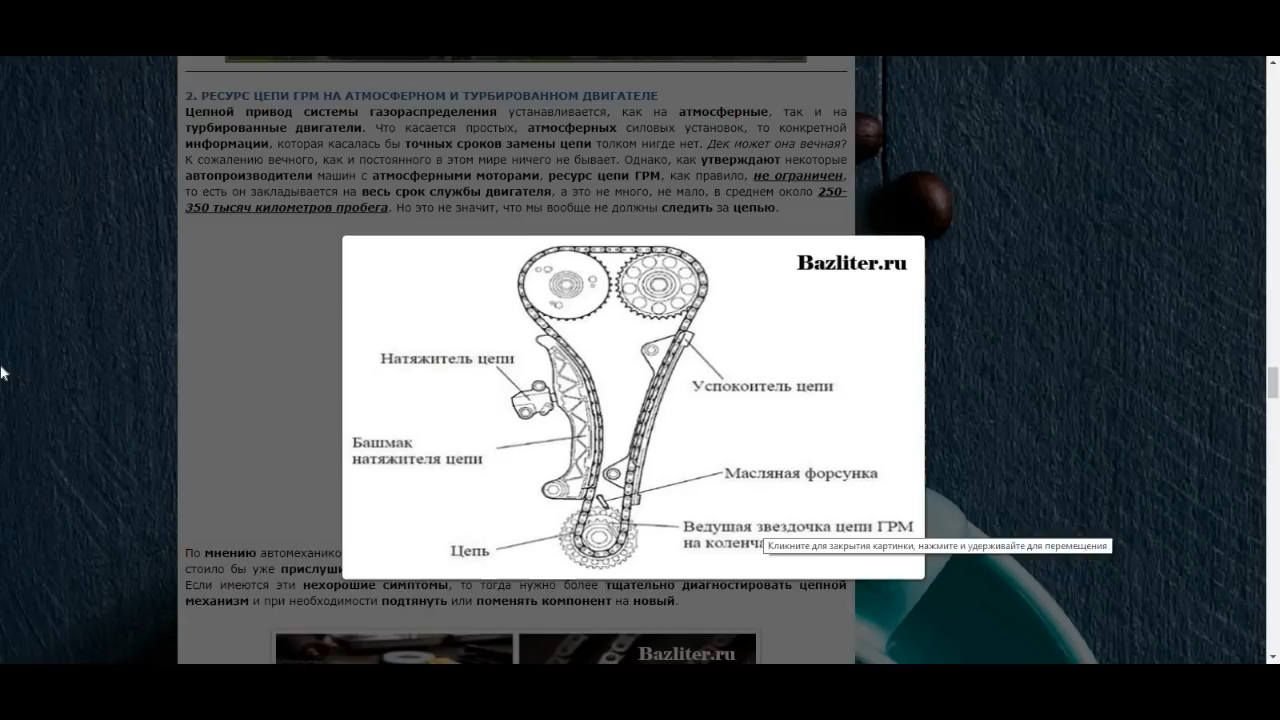 2. РЕСУРС ЦЕПИ ГРМ НА АТМОСФЕРНОМ И ТУРБИРОВАННОМ ДВИГАТЕЛЕ
Цепной привод системы газораспределения устанавливается, как на атмосферные, так и на
турбированные двигатели. Что касается простых, атмосферных силовых установок, то конкретной
информации, которая касалась бы точных сроков замены цепи толком нигде нет. Дек может она вечная?
К сожалению вечного, как и постоянного в этом мире ничего не бывает. Однако, как утверждают некоторые
автопроизводители машин с атмосферными моторами, ресурс цепи ГРМ, как правило, не ограничен,
то есть он закладывается на весь срок службы двигателя, а это не много, не мало, в среднем около 250-
350 тысяч километров пробега. Но это не значит, что мы вообще не должны следить за цепью.
Bazliter.ru
Натяжитель цепи
Успокоитель цепи
Башмак
натяжителя цепи
Масляная форсунка
Ведущая звездочка цепи ГРМ
на
Цепь
Кликните для закрытия картинки, нажмите и удерживайте для перемещения
По мнению
стоило бы уже
Если имеются эти нехорошие симптомы, то тогда нужно более тщательно диагностировать цепной
механизм и при необходимости подтянуть или поменять компонент на новый.
Bazliter.ru